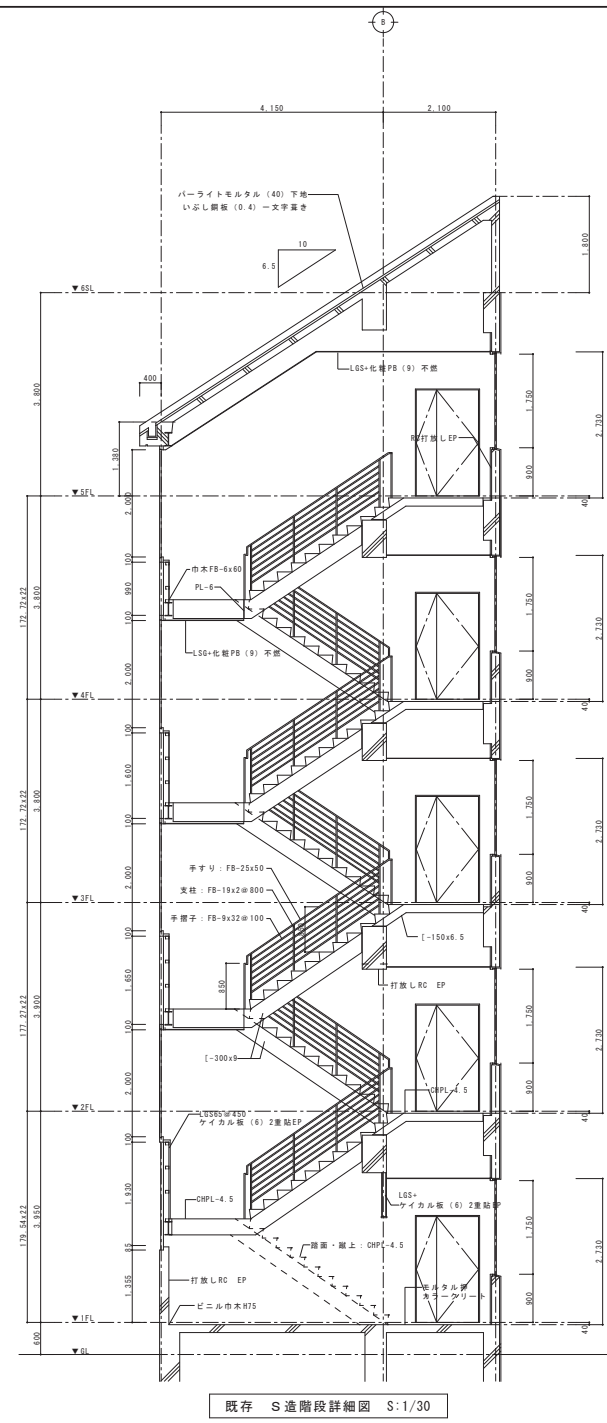 B
4,150
2,100
パーライトモルタル（40）下地
いぶし銅板（0.4）一文字葺き
10
6.5
1,800
▼6SL
LGS+化粧PB（9）不燃
400
3,800
1,380
RC打放しEP
1,750
2,730
900
▼5FL
40
2,000
100
巾木FB-6x60
PL-6
990
100
172.72x22
3,800
LSG+化粧PB（9）不燃
2,000
1,750
2,730
900
▼4FL
40
100
1,600
100
172.72x22
3,800
2,000
1,750
2,730
900
手すり：FB-25x50
支柱：FB-19x2@800
手摺子：FB-9x32@100
▼3FL
40
100
[-150x6.5
850
打放しRC EP
1,650
100
177.27x22
3,900
[-300x9
2,000
1,750
2,730
900
CHPL-4.5
▼2FL
40
LGS65@450
ケイカル板（6）2重貼EP
100
1,930
CHPL-4.5
LGS+
ケイカル板（6）2重貼EP
179.54x22
3,950
85
踏面・蹴上：CHPL-4.5
1,750
2,730
900
打放しRC EP
1,355
ビニル巾木H75
カラークリート
▼1FL
40
600
▼GL
既存 S造階段詳細図 S:1/30